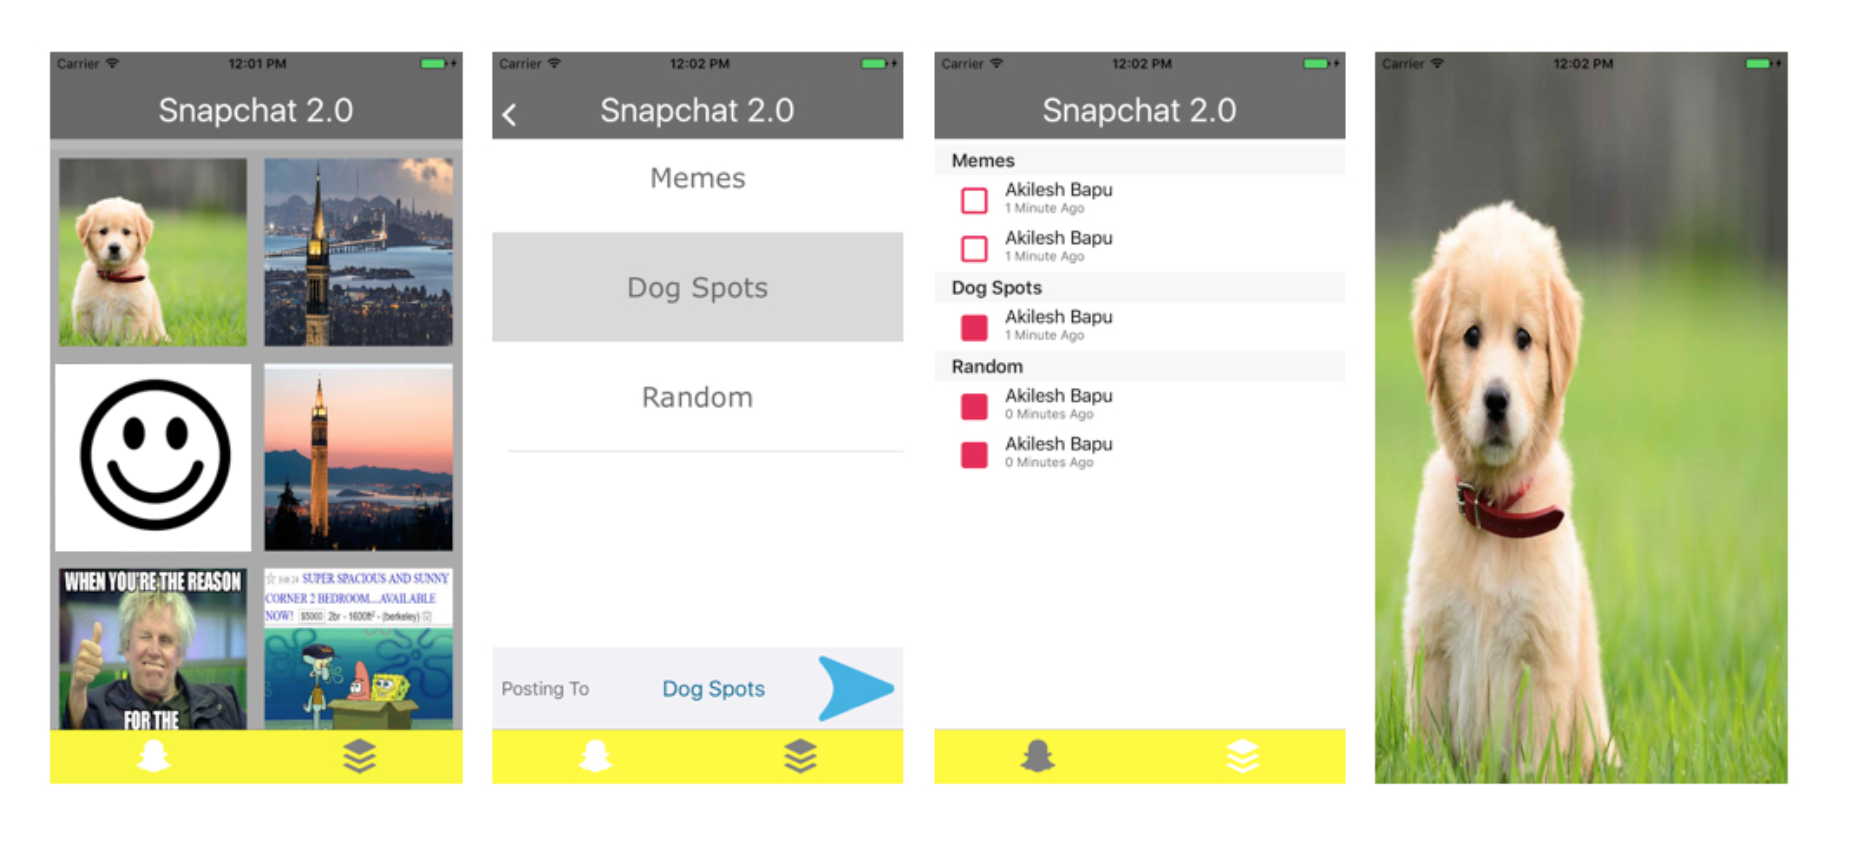 Carrier 12:01 PM
Snapchat 2.0
WHEN YOU'RE THE REASON
FOR THE
☆ Feb 24 SUPER SPACIOUS AND SUNNY
CORNER 2 BEDROOM....AVAILABLE
NOW! $5000 2br - 1600ft² - (berkeley)
Carrier 12:02 PM
Snapchat 2.0
Memes
Dog Spots
Random
Posting To Dog Spots
Carrier 12:02 PM
Snapchat 2.0
Memes
Akilesh Bapu
1 Minute Ago
Akilesh Bapu
1 Minute Ago
Dog Spots
Akilesh Bapu
1 Minute Ago
Random
Akilesh Bapu
0 Minutes Ago
Akilesh Bapu
0 Minutes Ago
Carrier 12:02 PM